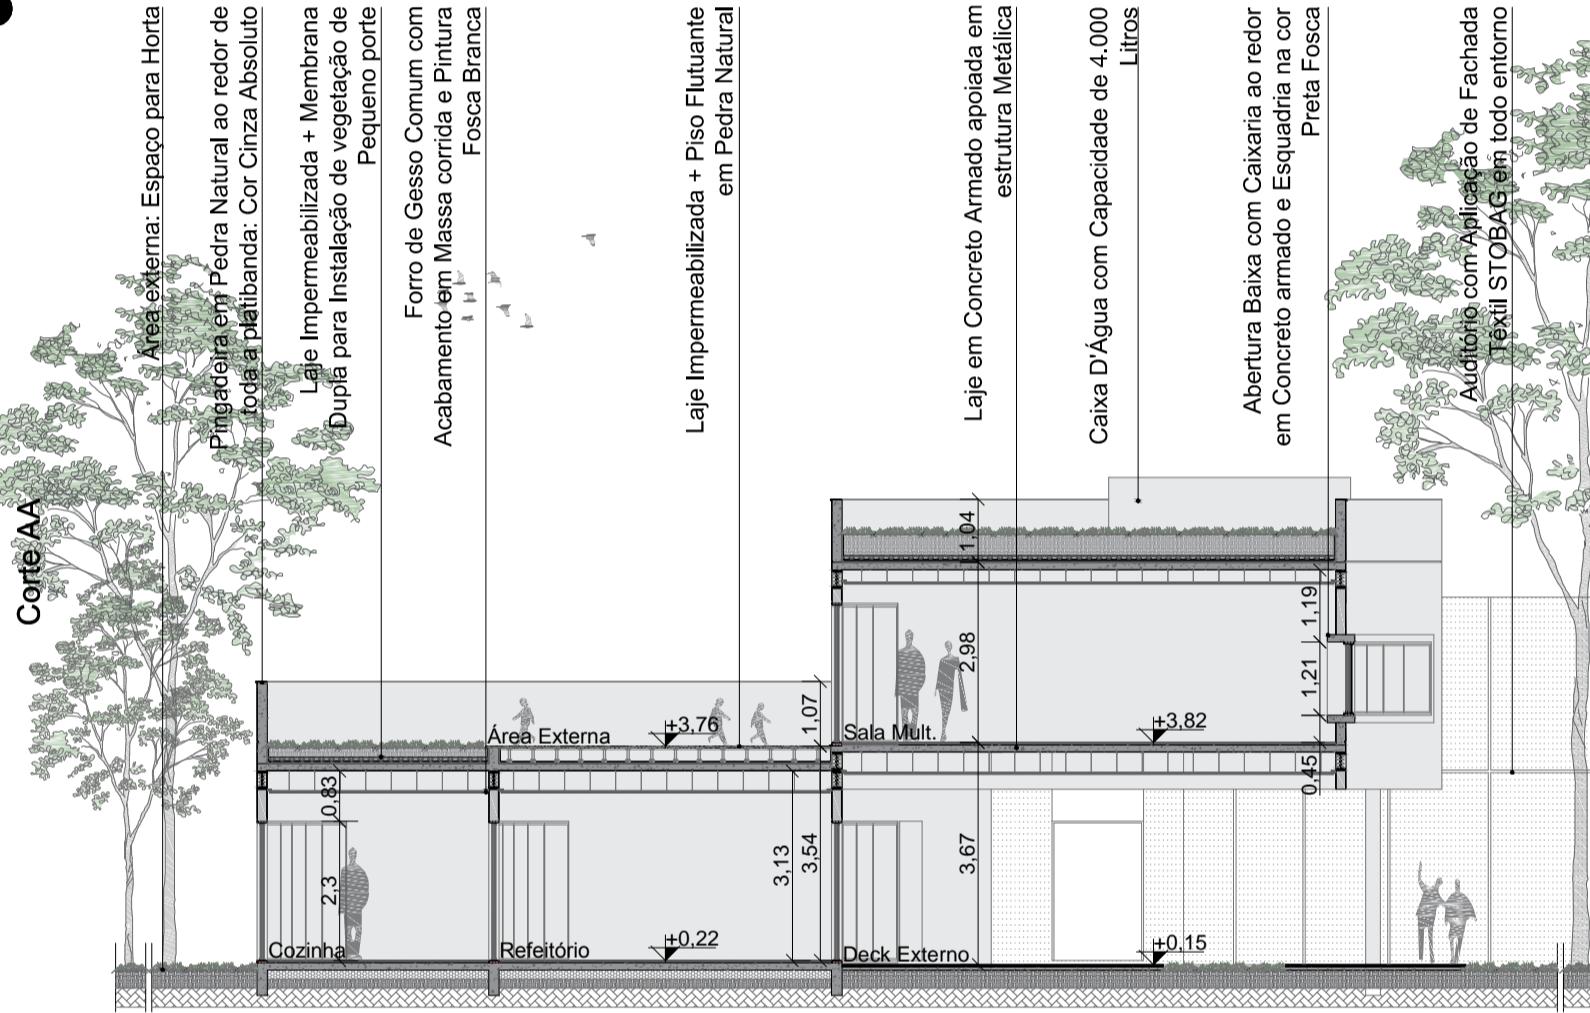 Corte AA
Área externa: Espaço para Horta
Pingadeira em Pedra Natural ao redor de
toda a platibanda: Cor Cinza Absoluto
Laje Impermeabilizada + Membrana
Dupla para Instalação de vegetação de
Pequeno porte
Forro de Gesso Comum com
Acabamento em Massa corrida e Pintura
Fosca Branca
Laje Impermeabilizada + Piso Flutuante
em Pedra Natural
Laje em Concreto Armado apoiada em
estrutura Metálica
Caixa D'Água com Capacidade de 4.000
Litros
Abertura Baixa com Caixaria ao redor
em Concreto armado e Esquadria na cor
Preta Fosca
Auditório com Aplicação de Fachada
Têxtil STOBAG em todo entorno
1,04
2,98
1,19
1,21
0,45
1,07
Área Externa
+3,76
Sala Mult.
+3,82
0,83
2,3
3,13
3,54
3,67
Cozinha
Refeitório
+0,22
Deck Externo
+0,15